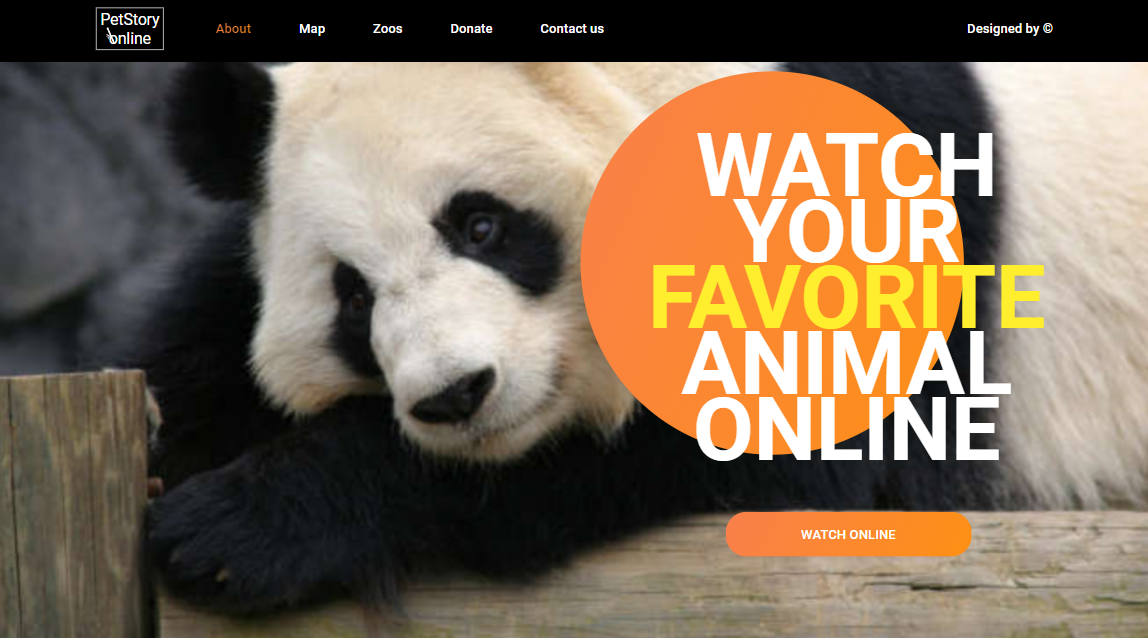 PetStory
online
About
Map
Zoos
Donate
Contact us
Designed by ©
WATCH
YOUR
FAVORITE
ANIMAL
ONLINE
WATCH ONLINE